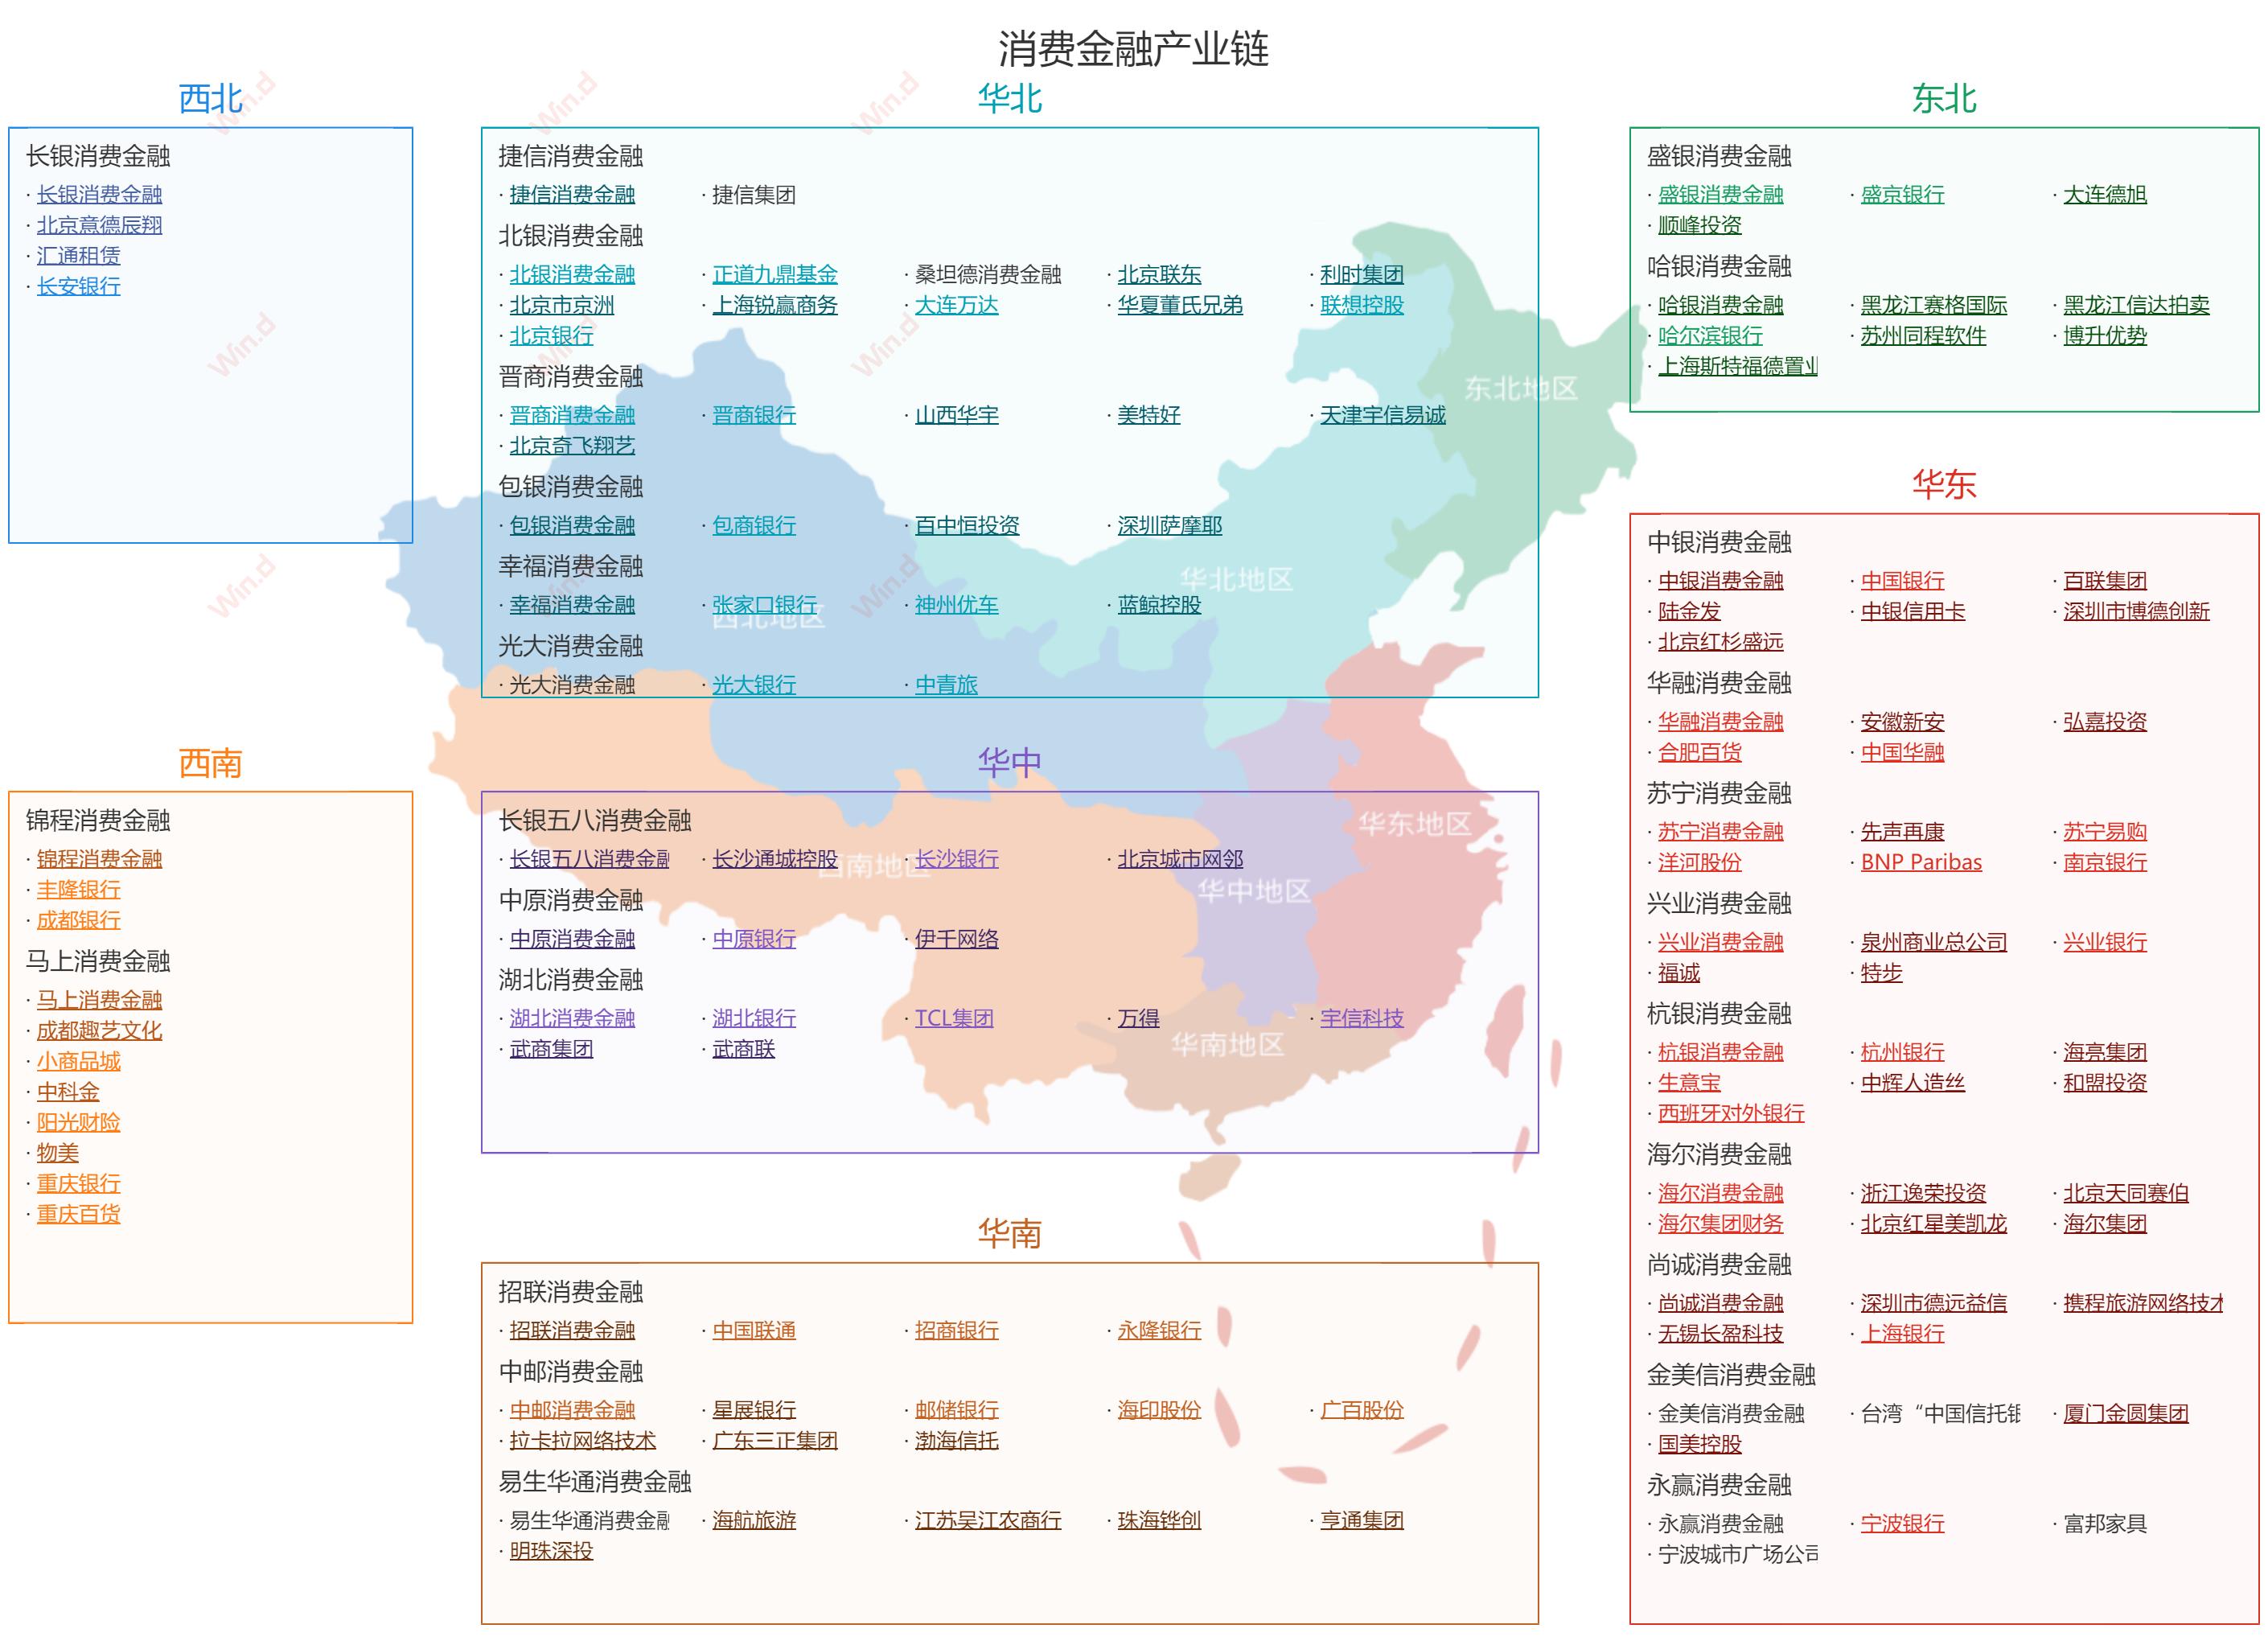 消费金融产业链
西北
长银消费金融
· 长银消费金融
· 北京意德辰翔
· 汇通租赁
· 长安银行
华北
捷信消费金融
· 捷信消费金融 · 捷信集团
北银消费金融
· 北银消费金融 · 正道九鼎基金 · 桑坦德消费金融 · 北京联东 · 利时集团
· 北京市京洲 · 上海锐赢商务 · 大连万达 · 华夏董氏兄弟 · 联想控股
· 北京银行
晋商消费金融
· 晋商消费金融 · 晋商银行 · 山西华宇 · 美特好 · 天津宇信易诚
· 北京奇飞翔艺
包银消费金融
· 包银消费金融 · 包商银行 · 百中恒投资 · 深圳萨摩耶
幸福消费金融
· 幸福消费金融 · 张家口银行 · 神州优车 · 蓝鲸控股
光大消费金融
· 光大消费金融 · 光大银行 · 中青旅
东北
盛银消费金融
· 盛银消费金融 · 盛京银行 · 大连德旭
· 顺峰投资
哈银消费金融
· 哈银消费金融 · 黑龙江赛格国际 · 黑龙江信达拍卖
· 哈尔滨银行 · 苏州同程软件 · 博升优势
· 上海斯特福德置业
西南
锦程消费金融
· 锦程消费金融
· 丰隆银行
· 成都银行
马上消费金融
· 马上消费金融
· 成都趣艺文化
· 小商品城
· 中科金
· 阳光财险
· 物美
· 重庆银行
· 重庆百货
华中
长银五八消费金融
· 长银五八消费金融 · 长沙通城控股 · 长沙银行 · 北京城市网邻
中原消费金融
· 中原消费金融 · 中原银行 · 伊千网络
湖北消费金融
· 湖北消费金融 · 湖北银行 · TCL集团 · 万得 · 宇信科技
· 武商集团 · 武商联
华南
招联消费金融
· 招联消费金融 · 中国联通 · 招商银行 · 永隆银行
中邮消费金融
· 中邮消费金融 · 星展银行 · 邮储银行 · 海印股份 · 广百股份
· 拉卡拉网络技术 · 广东三正集团 · 渤海信托
易生华通消费金融
· 易生华通消费金融 · 海航旅游 · 江苏吴江农商行 · 珠海铧创 · 亨通集团
· 明珠深投
华东
中银消费金融
· 中银消费金融 · 中国银行 · 百联集团
· 陆金发 · 中银信用卡 · 深圳市博德创新
· 北京红杉盛远
华融消费金融
· 华融消费金融 · 安徽新安 · 弘嘉投资
· 合肥百货 · 中国华融
苏宁消费金融
· 苏宁消费金融 · 先声再康 · 苏宁易购
· 洋河股份 · BNP Paribas · 南京银行
兴业消费金融
· 兴业消费金融 · 泉州商业总公司 · 兴业银行
· 福诚 · 特步
杭银消费金融
· 杭银消费金融 · 杭州银行 · 海亮集团
· 生意宝 · 中辉人造丝 · 和盟投资
· 西班牙对外银行
海尔消费金融
· 海尔消费金融 · 浙江逸荣投资 · 北京天同赛伯
· 海尔集团财务 · 北京红星美凯龙 · 海尔集团
尚诚消费金融
· 尚诚消费金融 · 深圳市德远益信 · 携程旅游网络技术
· 无锡长盈科技 · 上海银行
金美信消费金融
· 金美信消费金融 · 台湾“中国信托银 · 厦门金圆集团
· 国美控股
永赢消费金融
· 永赢消费金融 · 宁波银行 · 富邦家具
· 宁波城市广场公司
东北地区
华北地区
西北地区
华东地区
西南地区
华中地区
华南地区
Win.d
Win.d
Win.d
Win.d
Win.d
Win.d
Win.d
Win.d
Win.d